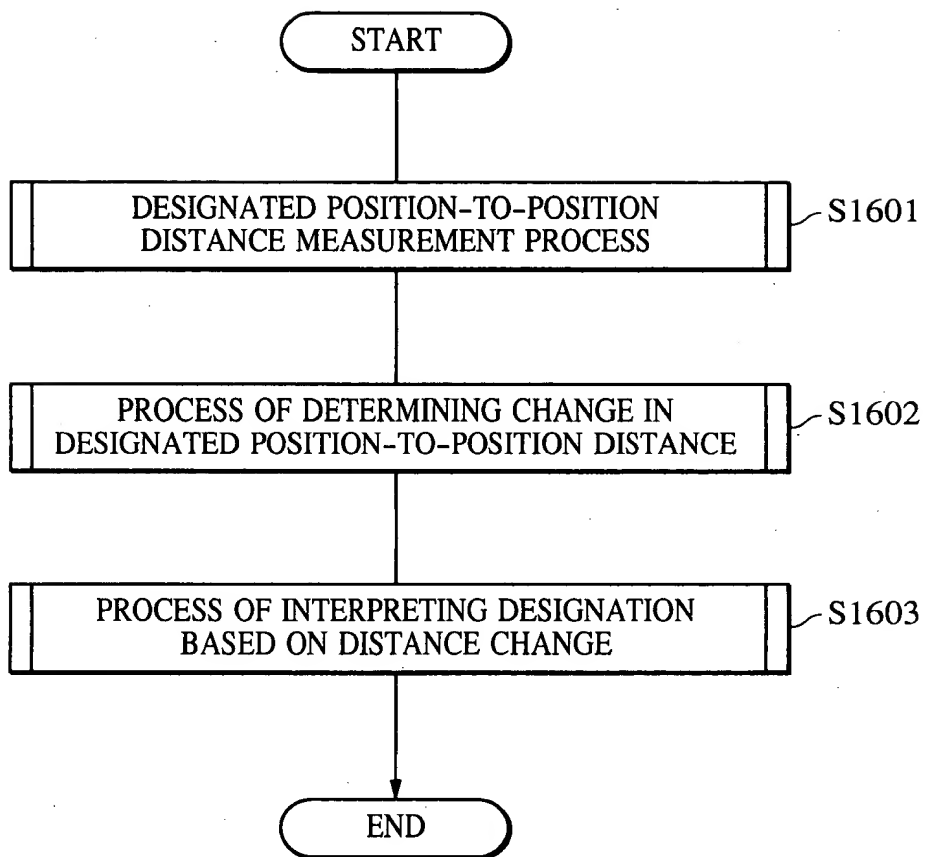 START
DESIGNATED POSITION-TO-POSITION
DISTANCE MEASUREMENT PROCESS
S1601
PROCESS OF DETERMINING CHANGE IN
DESIGNATED POSITION-TO-POSITION DISTANCE
S1602
PROCESS OF INTERPRETING DESIGNATION
BASED ON DISTANCE CHANGE
S1603
END